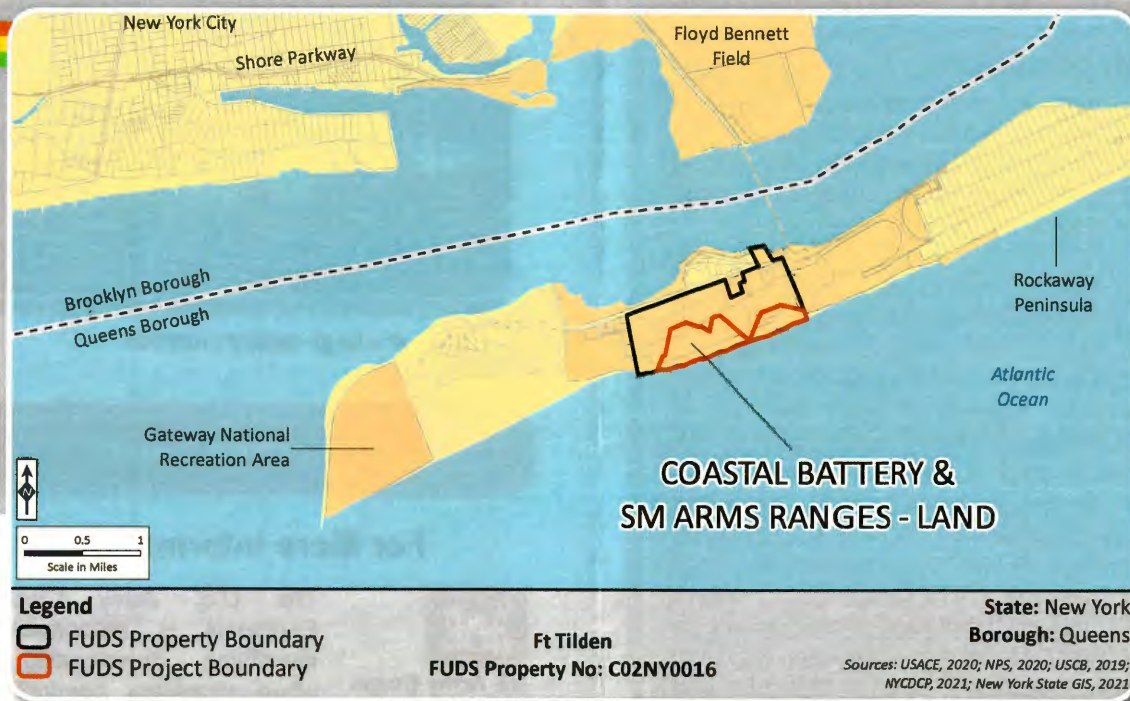 New York City
Shore Parkway
Floyd Bennett
Field
Brooklyn Borough
Queens Borough
Rockaway
Peninsula
Atlantic
Ocean
Gateway National
Recreation Area
COASTAL BATTERY &
SM ARMS RANGES - LAND
N
0 0.5 1
Scale in Miles
Legend
FUDS Property Boundary
FUDS Project Boundary
Ft Tilden
FUDS Property No: C02NY0016
State: New York
Borough: Queens
Sources: USACE, 2020; NPS, 2020; USCB, 2019;
NYCDCP, 2021; New York State GIS, 2021